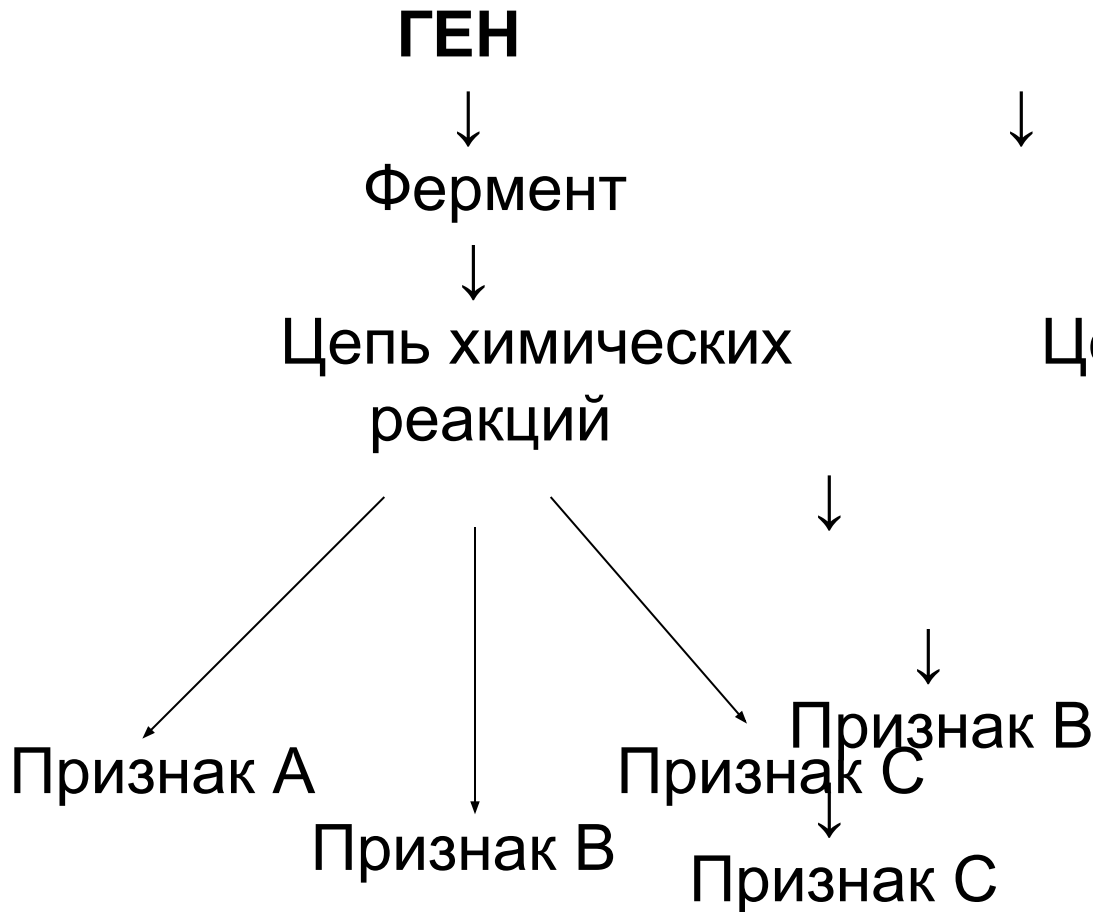 ГЕН
↓
↓
Фермент
↓
Цепь химических
реакций
↓
↓
Признак В
Признак А
Признак С
↓
Признак В
Признак С